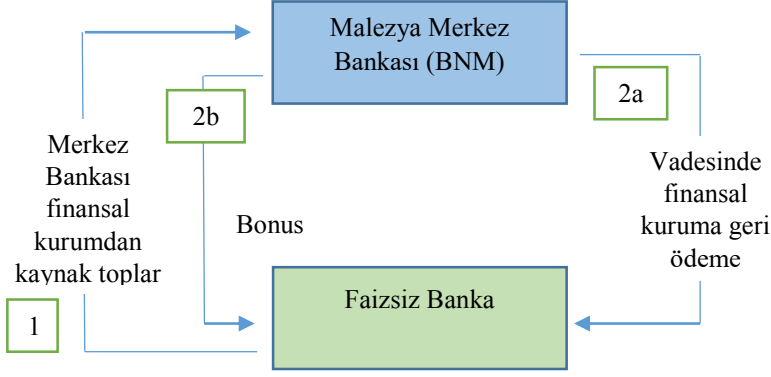 Malezya Merkez
Bankası (BNM)
2b
2a
Merkez
Bankası
finansal
kurumdan
kaynak toplar
Vadesinde
finansal
kuruma geri
ödeme
Bonus
Faizsiz Banka
1